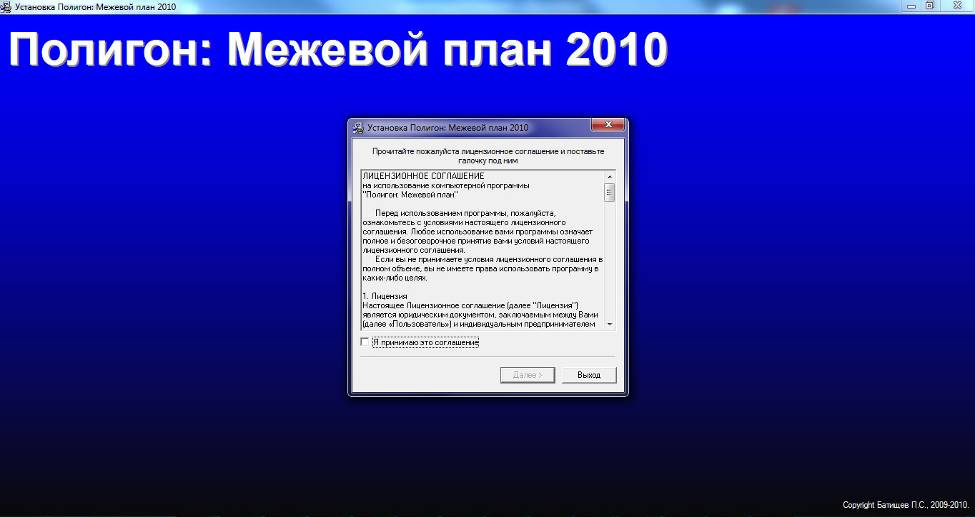 Установка Полигон: Межевой план 2010
Полигон: Межевой план 2010
Установка Полигон: Межевой план 2010
Прочитайте пожалуйста лицензионное соглашение и поставьте
галочку под ним
ЛИЦЕНЗИОННОЕ СОГЛАШЕНИЕ
на использование компьютерной программы
"Полигон: Межевой план"
Перед использованием программы, пожалуйста,
ознакомьтесь с условиями настоящего лицензионного
соглашения. Любое использование вами программы означает
полное и безоговорочное принятие вами условий настоящего
лицензионного соглашения.
Если вы не принимаете условия лицензионного соглашения в
полном объеме, вы не имеете права использовать программу в
каких-либо целях.
1. Лицензия
Настоящее Лицензионное соглашение (далее "Лицензия")
является юридическим документом, заключаемым между Вами
(далее «Пользователь») и индивидуальным предпринимателем
Я принимаю это соглашение
Далее >
Выход
Copyright Батищев П.С., 2009-2010.